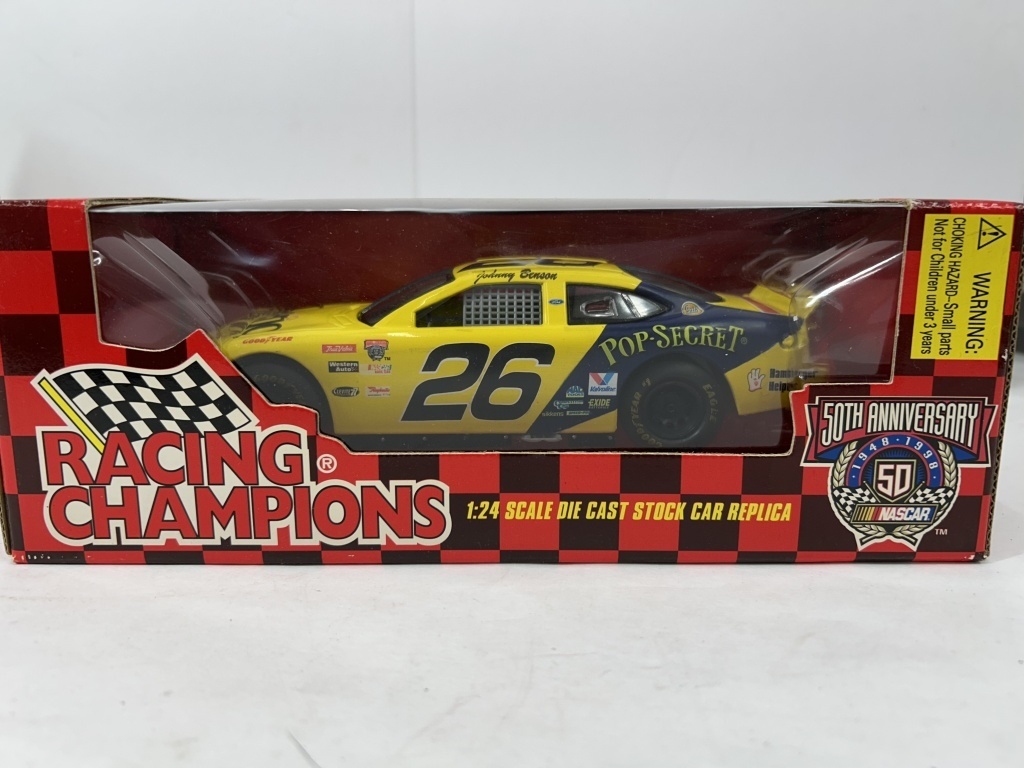 Johnny Benson
GOODYEAR
Western
Auto
26
POP·SECRET®
Valvoline
EXIDE
GOODYEAR #1
EAGLE
WARNING:
CHOKING HAZARD–Small parts
Not for Children under 3 years
RACING ®
CHAMPIONS
1:24 SCALE DIE CAST STOCK CAR REPLICA
50TH ANNIVERSARY
1948 · 1998
50
NASCAR
TM